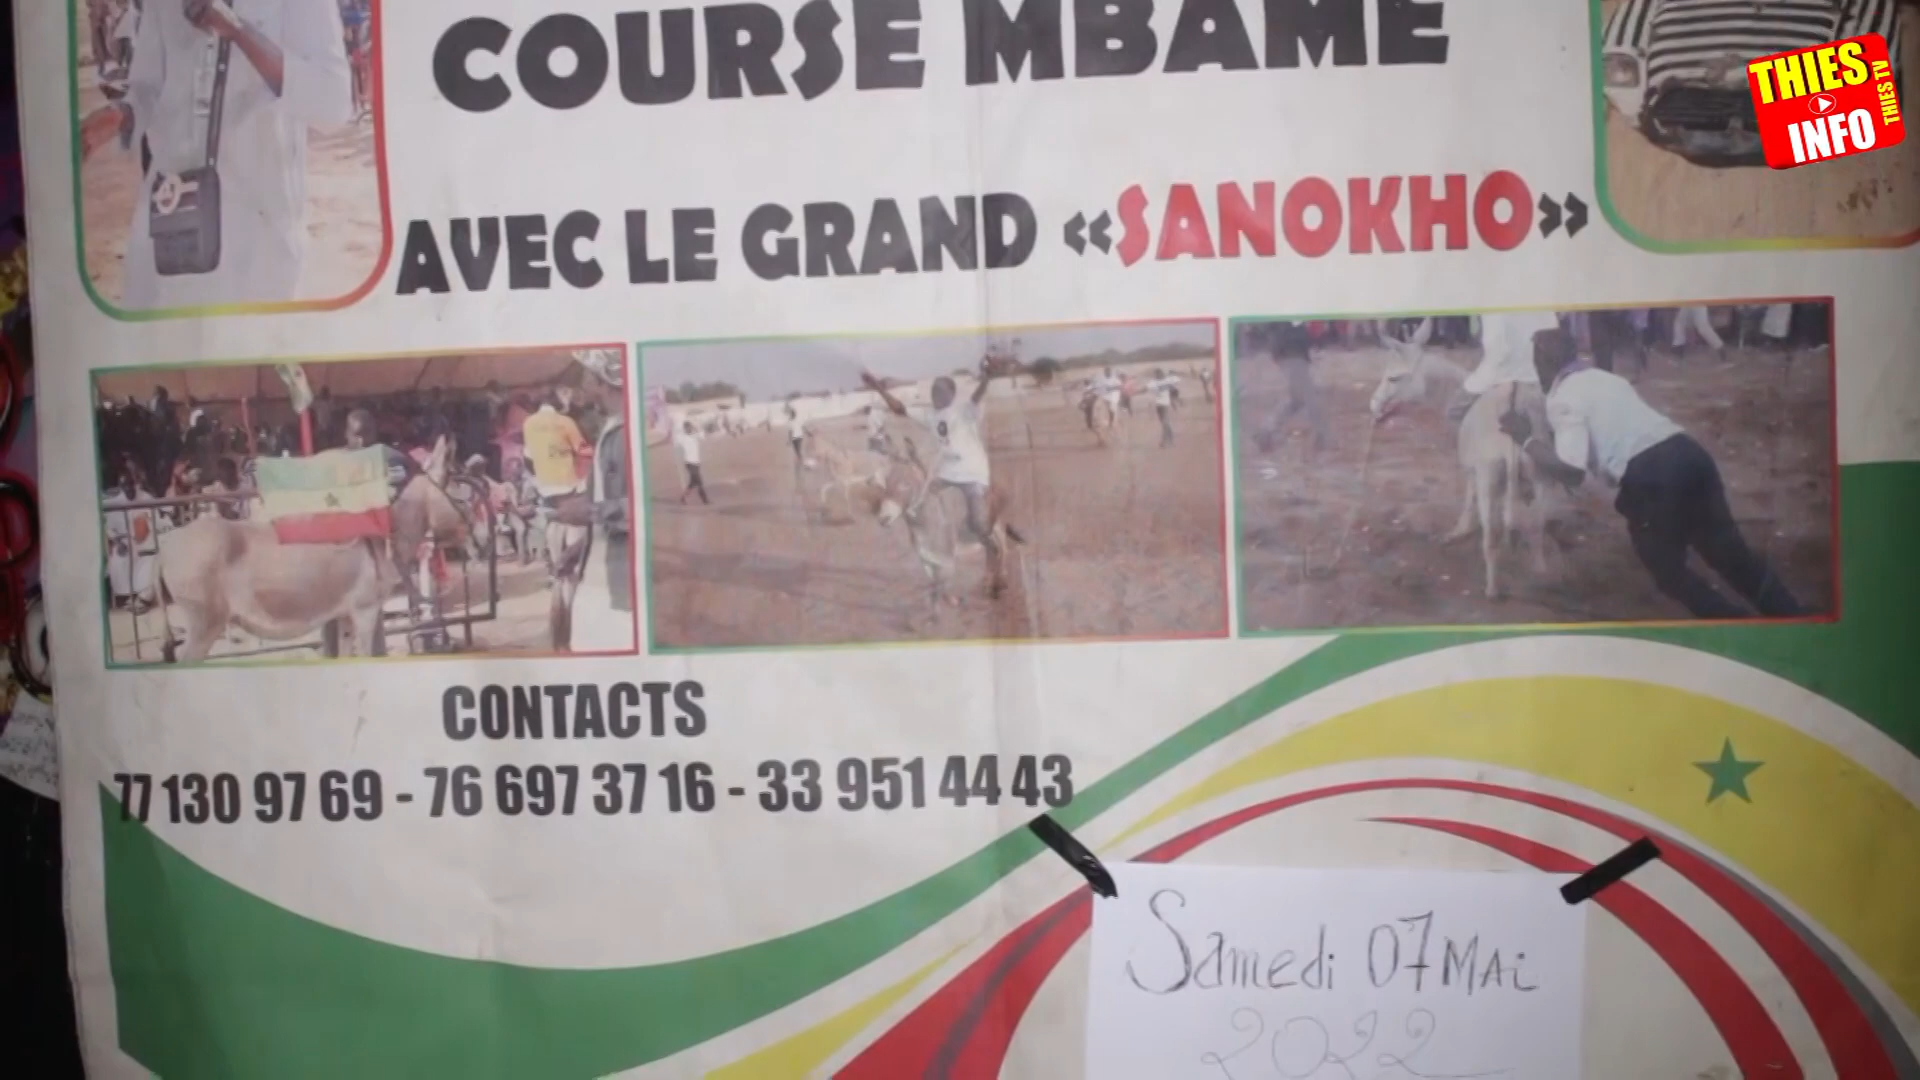 COURSE MBAME
THIES
INFO
THIES TV
AVEC LE GRAND «SANOKHO»
CONTACTS
77 130 97 69 - 76 697 37 16 - 33 951 44 43
Samedi 07 MAi
2022